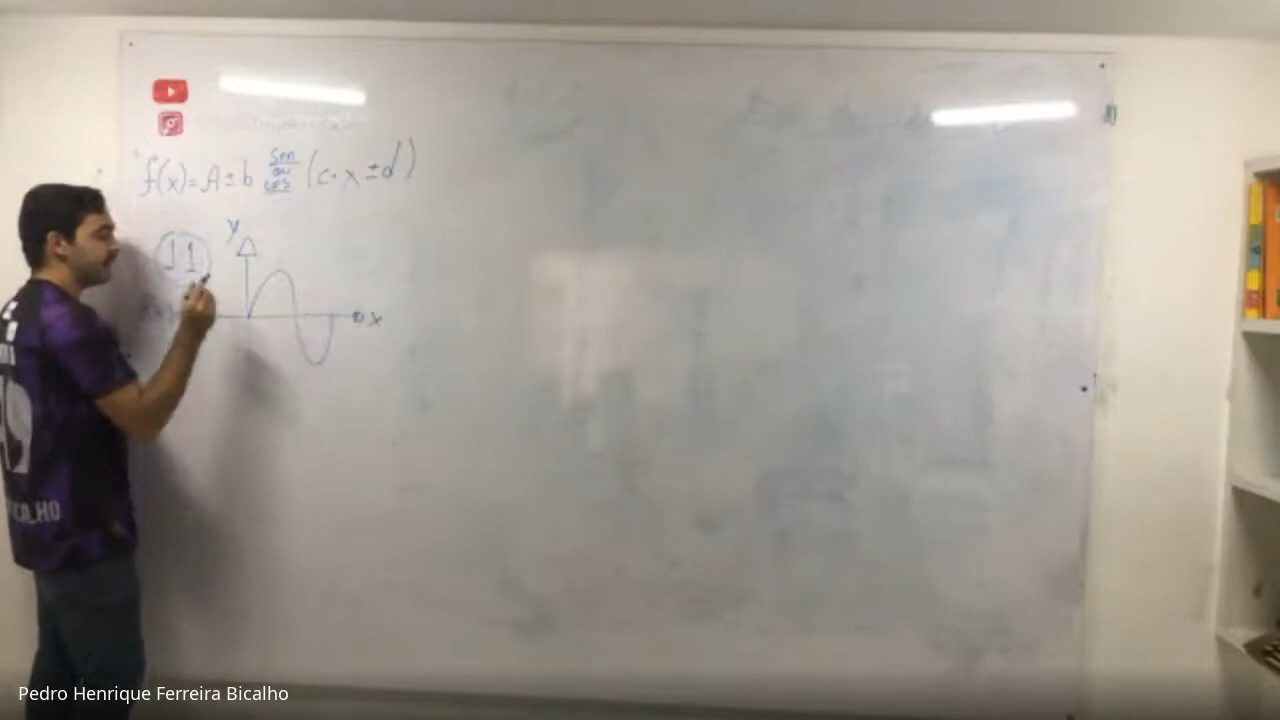 f(x)= A ± b sen ou cos (c·x ± d)
11
y
x
Pedro Henrique Ferreira Bicalho